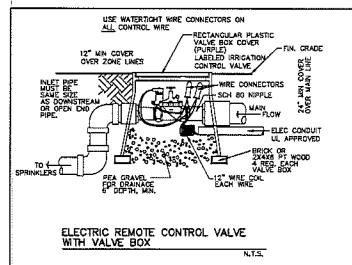 USE WATERTIGHT WIRE CONNECTORS ON
ALL CONTROL WIRE
RECTANGULAR PLASTIC
VALVE BOX COVER
(PURPLE)
LABELED IRRIGATION
CONTROL VALVE
12" MIN COVER
OVER ZONE LINES
FIN. GRADE
INLET PIPE
MUST BE
SAME SIZE
AS DOWNSTREAM
OR OPEN END
PIPE.
WIRE CONNECTORS
SCH 80 NIPPLE
MAIN
FLOW
24" MIN COVER
OVER MAIN LINE
ELEC CONDUIT
UL APPROVED
TO
SPRINKLERS
PEA GRAVEL
FOR DRAINAGE
6" DEPTH, MIN.
12" WIRE COIL
EACH WIRE
BRICK OR
2X4X8 PT WOOD
4 REQ. EACH
VALVE BOX
ELECTRIC REMOTE CONTROL VALVE
WITH VALVE BOX
N.T.S.